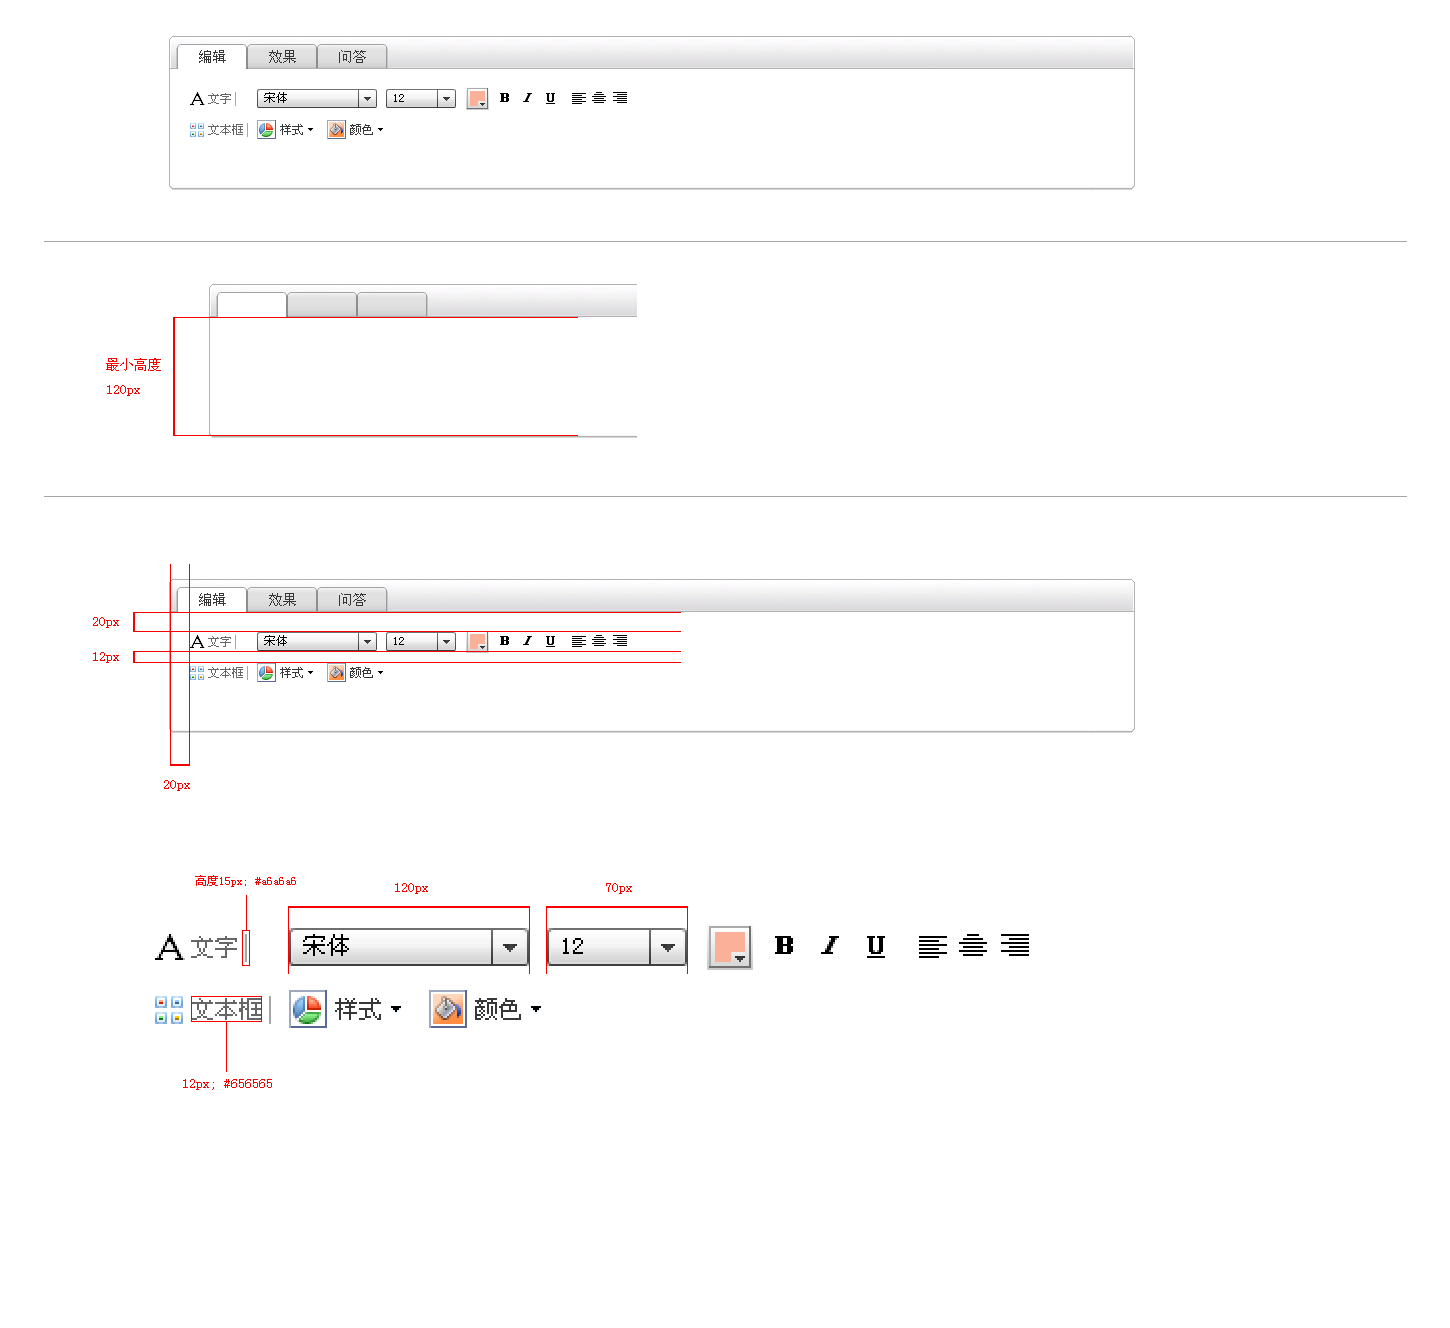 编辑 效果 问答
A 文字 宋体 12 B I U
文本框 样式 颜色
最小高度
120px
编辑 效果 问答
20px
A 文字 宋体 12 B I U
12px
文本框 样式 颜色
20px
高度15px; #a6a6a6 120px 70px
A 文字 宋体 12 B I U
文本框 样式 颜色
12px; #656565